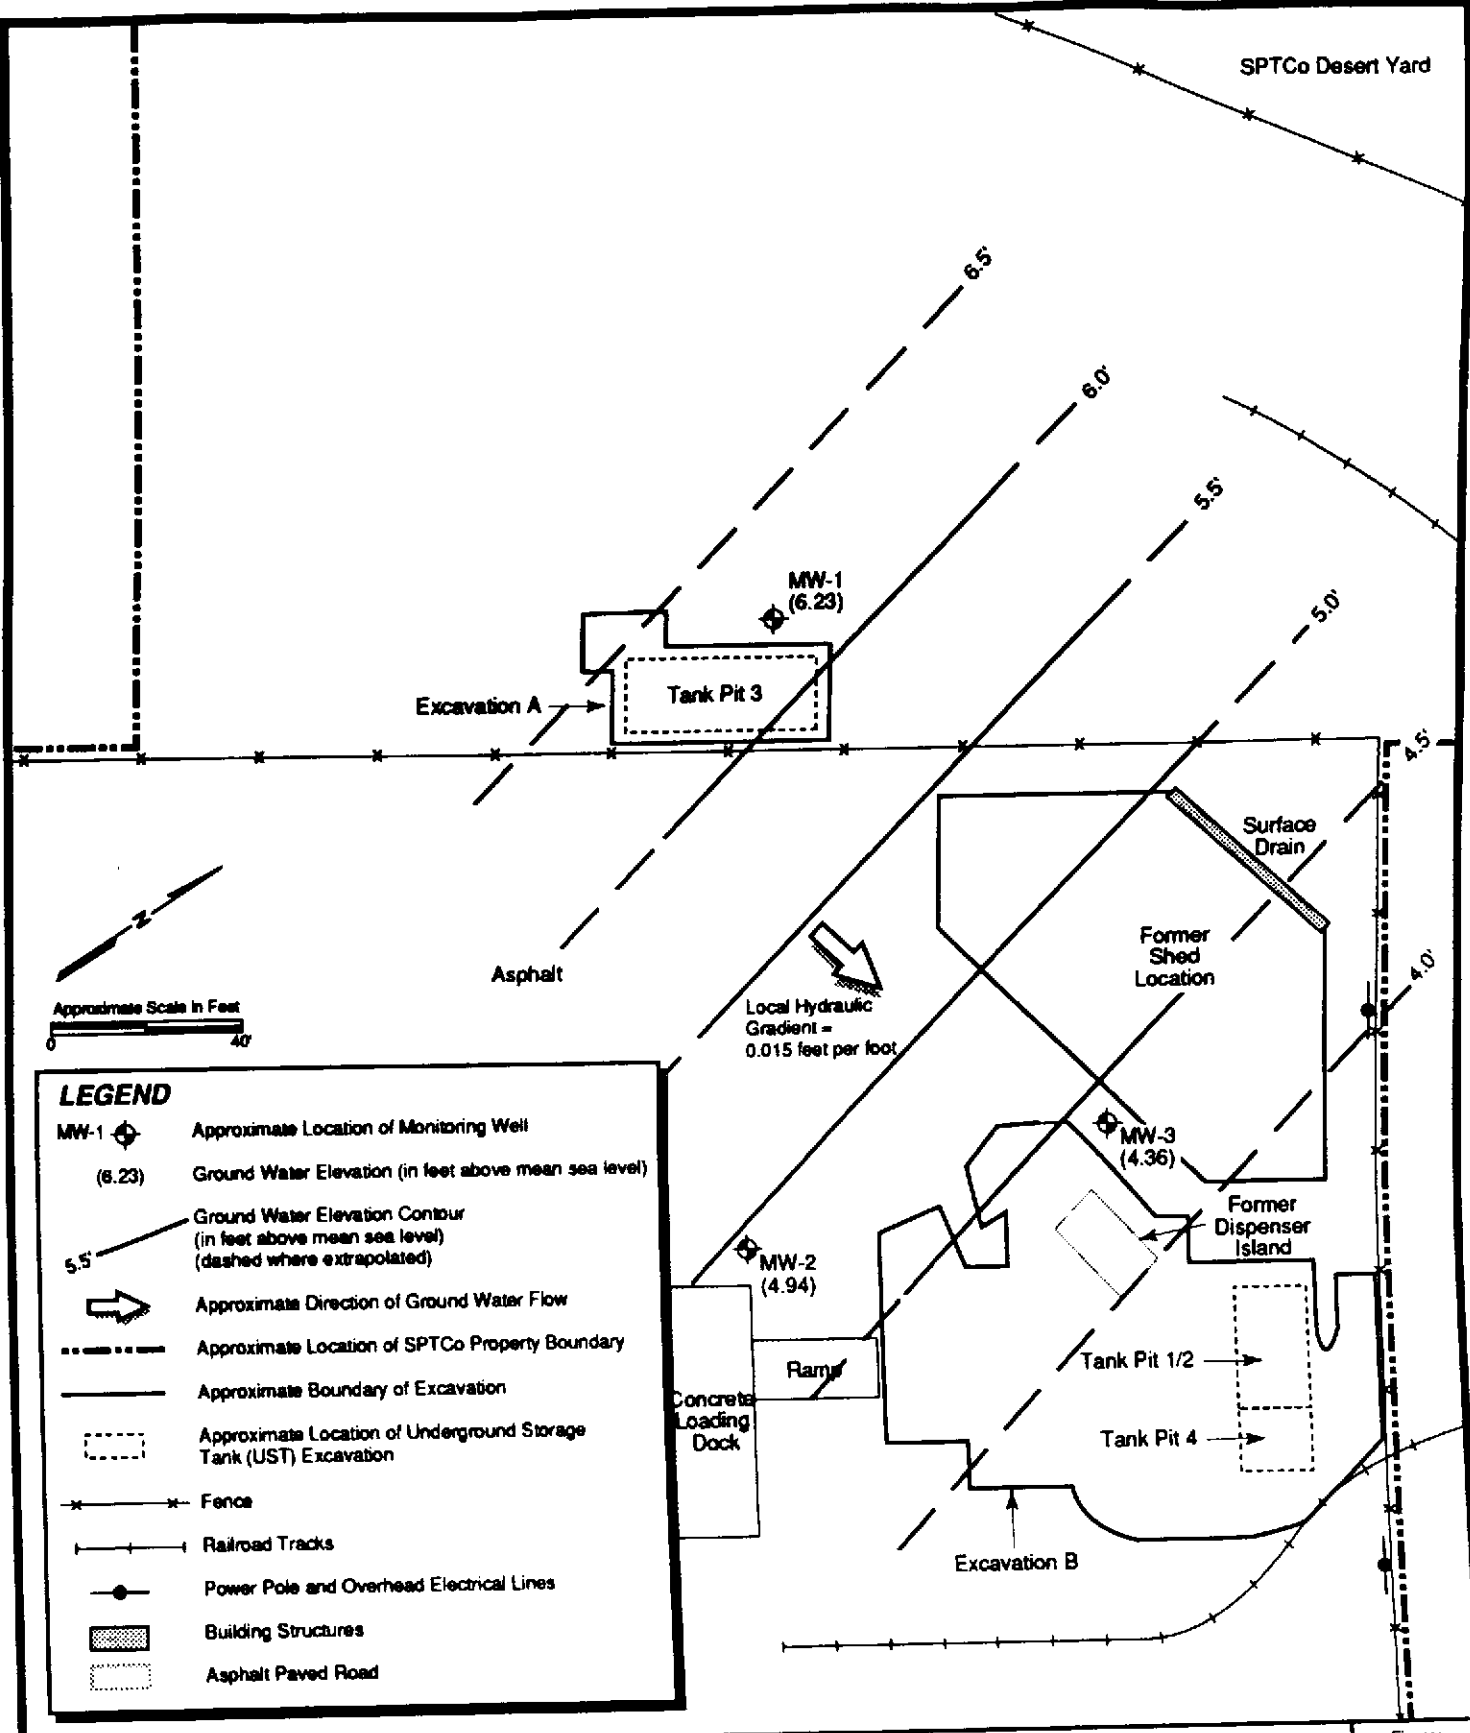 SPTCo Desert Yard
6.5'
6.0'
5.5'
5.0'
MW-1
(6.23)
Tank Pit 3
Excavation A
4.5'
Surface
Drain
Former
Shed
Location
4.0'
N
Asphalt
Approximate Scale in Feet
0 40'
Local Hydraulic
Gradient =
0.015 feet per foot
MW-3
(4.36)
Former
Dispenser
Island
MW-2
(4.94)
Ramp
Concrete
Loading
Dock
Tank Pit 1/2
Tank Pit 4
Excavation B
LEGEND
MW-1 Approximate Location of Monitoring Well
(6.23) Ground Water Elevation (in feet above mean sea level)
5.5' Ground Water Elevation Contour
(in feet above mean sea level)
(dashed where extrapolated)
Approximate Direction of Ground Water Flow
Approximate Location of SPTCo Property Boundary
Approximate Boundary of Excavation
Approximate Location of Underground Storage
Tank (UST) Excavation
Fence
Railroad Tracks
Power Pole and Overhead Electrical Lines
Building Structures
Asphalt Paved Road